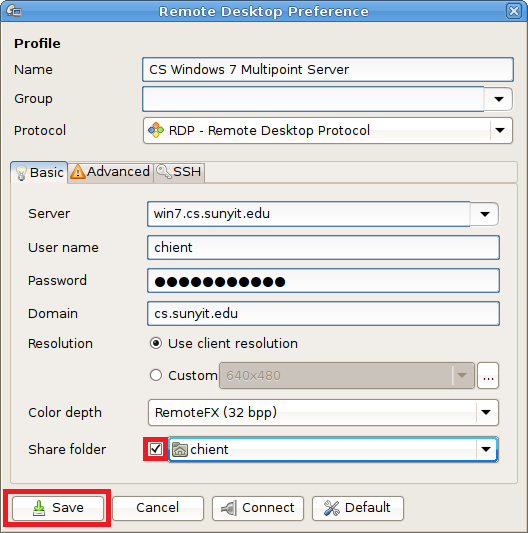 Remote Desktop Preference
Profile
Name CS Windows 7 Multipoint Server
Group
Protocol RDP - Remote Desktop Protocol
Basic Advanced SSH
Server win7.cs.sunyit.edu
User name chient
Password ●●●●●●●●●●●
Domain cs.sunyit.edu
Resolution Use client resolution
Custom 640x480 ...
Color depth RemoteFX (32 bpp)
Share folder chient
Save Cancel Connect Default